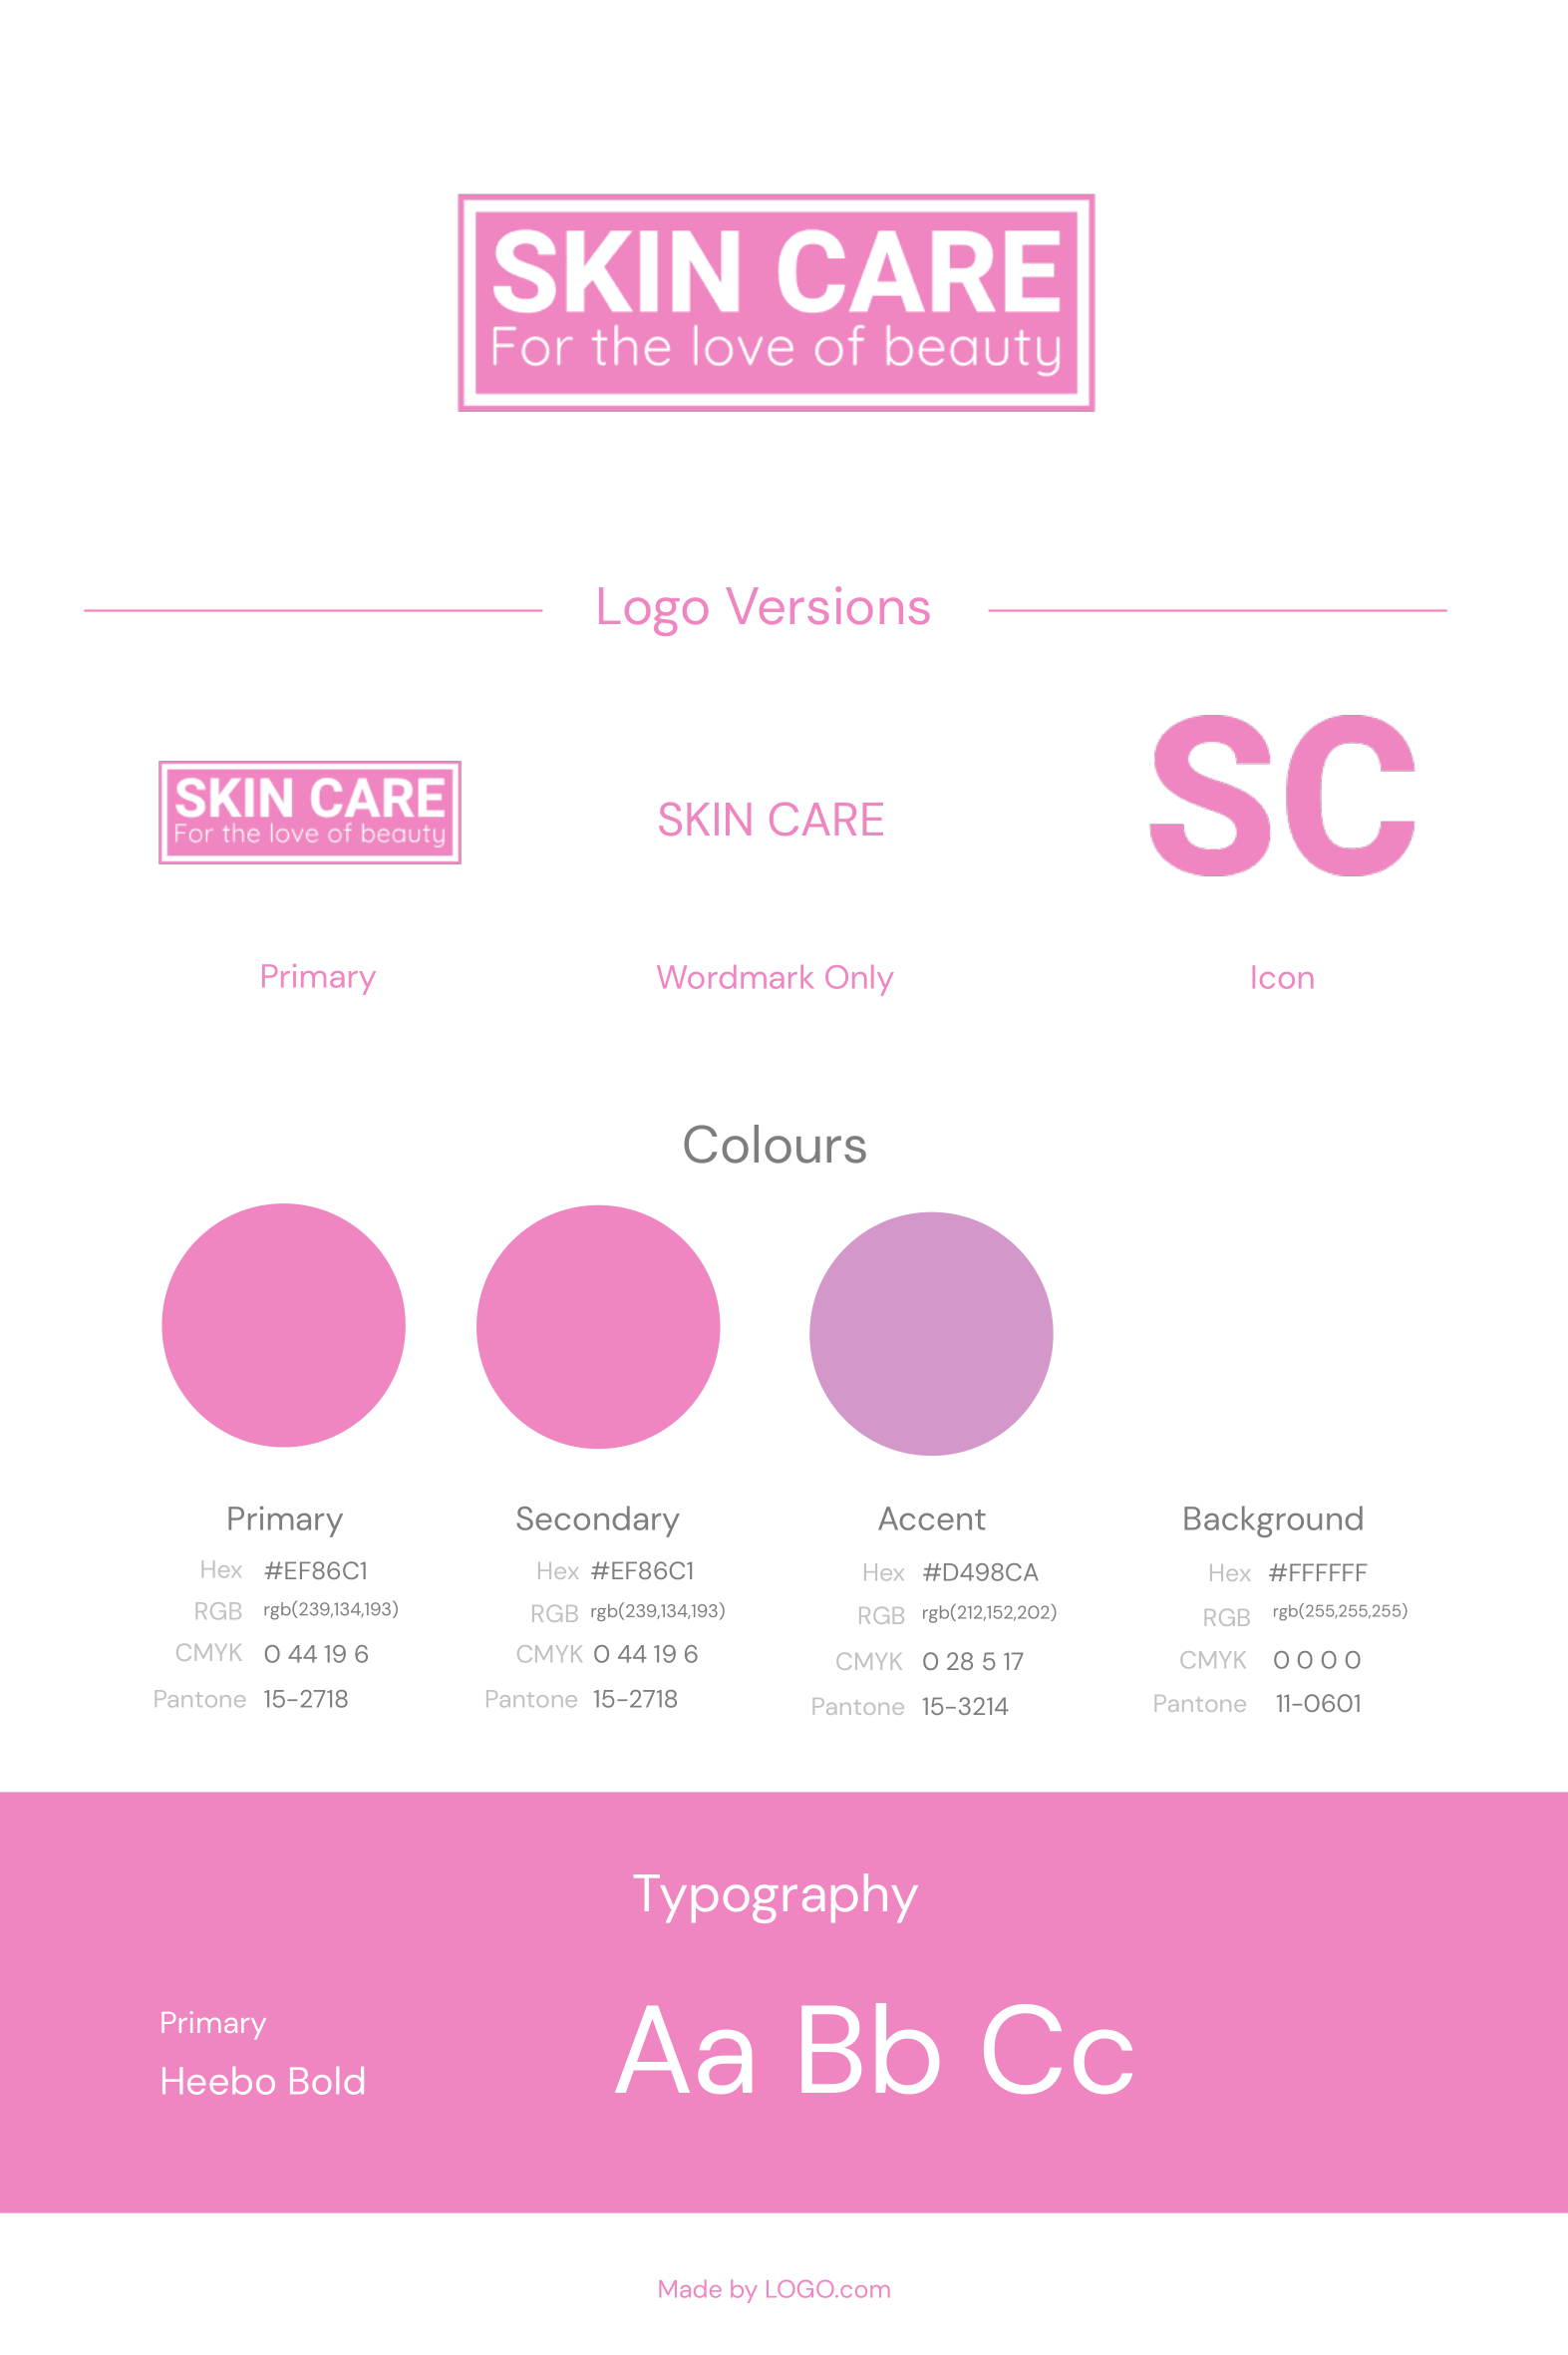 SKIN CARE
For the love of beauty
Logo Versions
SKIN CARE
For the love of beauty
SKIN CARE
SC
Primary
Wordmark Only
Icon
Colours
Primary
Hex #EF86C1
RGB rgb(239,134,193)
CMYK 0 44 19 6
Pantone 15-2718
Secondary
Hex #EF86C1
RGB rgb(239,134,193)
CMYK 0 44 19 6
Pantone 15-2718
Accent
Hex #D498CA
RGB rgb(212,152,202)
CMYK 0 28 5 17
Pantone 15-3214
Background
Hex #FFFFFF
RGB rgb(255,255,255)
CMYK 0 0 0 0
Pantone 11-0601
Typography
Primary
Heebo Bold
Aa Bb Cc
Made by LOGO.com